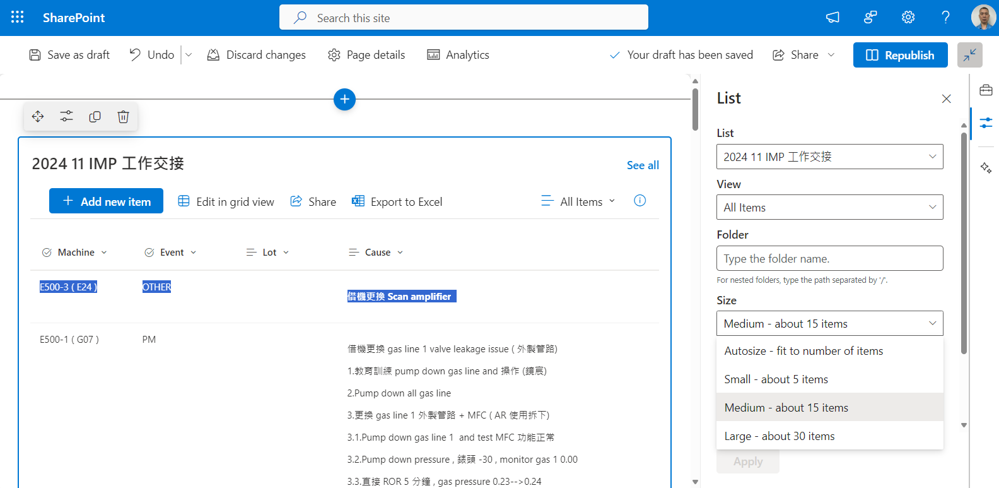 SharePoint
Search this site
Save as draft
Undo
Discard changes
Page details
Analytics
Your draft has been saved
Share
Republish
2024 11 IMP 工作交接
See all
Add new item
Edit in grid view
Share
Export to Excel
All Items
Machine
Event
Lot
Cause
E500-3 ( E24 )
OTHER
借機更換 Scan amplifier
E500-1 ( G07 )
PM
借機更換 gas line 1 valve leakage issue ( 外製管路)
1.教育訓練 pump down gas line and 操作 (鏡宸)
2.Pump down all gas line
3.更換 gas line 1 外製管路 + MFC ( AR 使用拆下)
3.1.Pump down gas line 1  and test MFC 功能正常
3.2.Pump down pressure , 錶頭 -30 , monitor gas 1 0.00
3.3.直接 ROR 5 分鐘 , gas pressure 0.23-->0.24
List
List
2024 11 IMP 工作交接
View
All Items
Folder
Type the folder name.
For nested folders, type the path separated by '/'.
Size
Medium - about 15 items
Autosize - fit to number of items
Small - about 5 items
Medium - about 15 items
Large - about 30 items
Apply